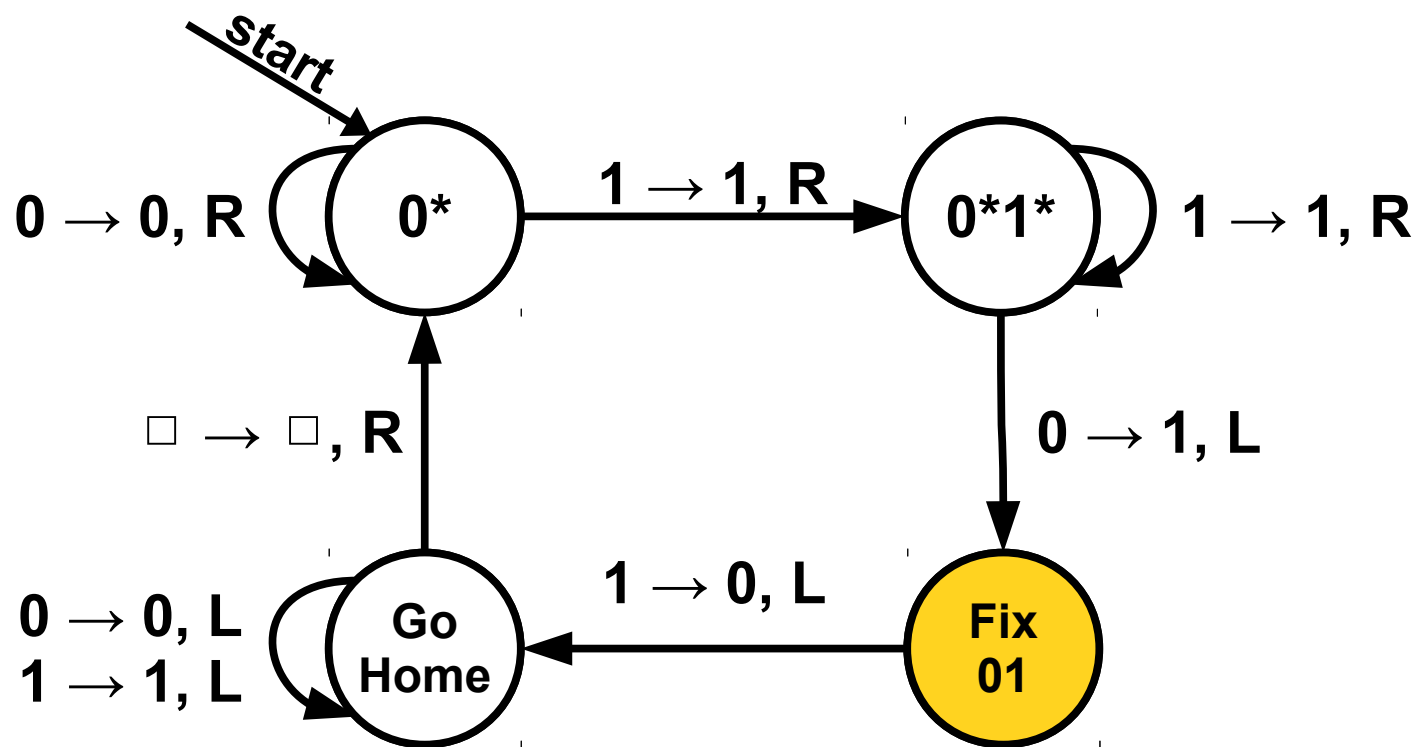 start
0 → 0, R
0*
1 → 1, R
0*1*
1 → 1, R
□ → □, R
0 → 1, L
0 → 0, L
1 → 1, L
Go
Home
1 → 0, L
Fix
01